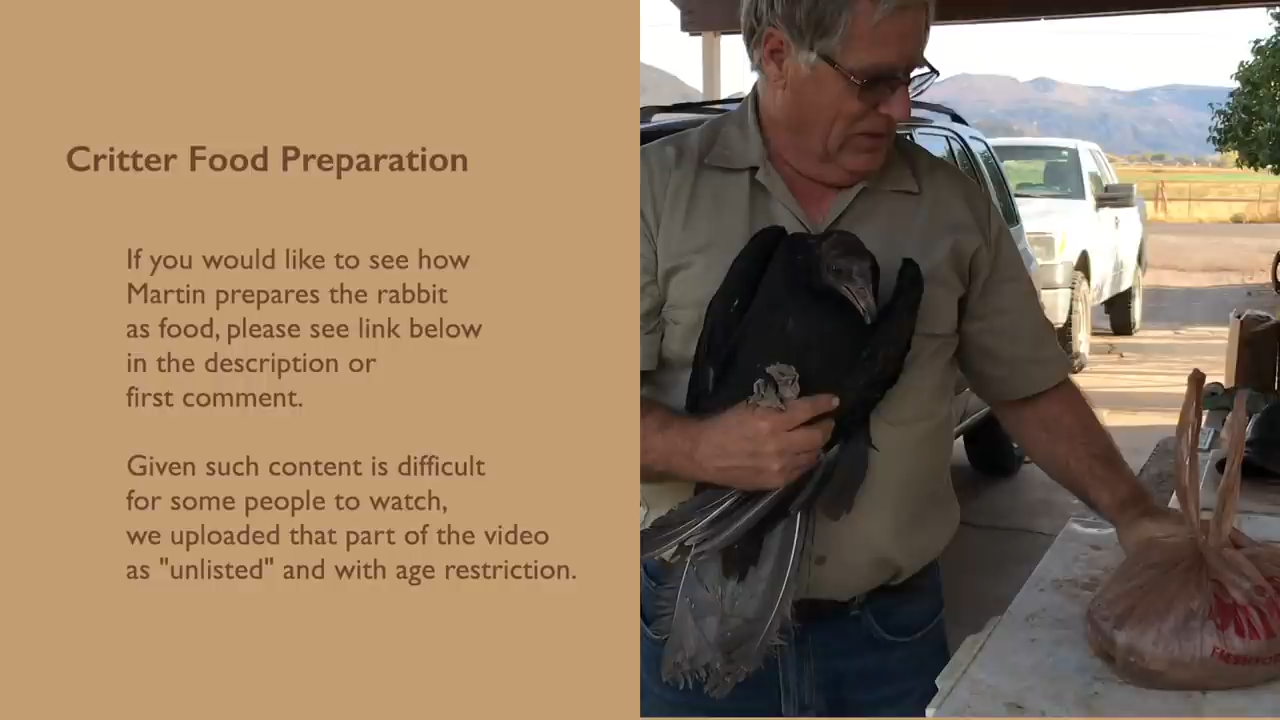 Critter Food Preparation
If you would like to see how
Martin prepares the rabbit
as food, please see link below
in the description or
first comment.
Given such content is difficult
for some people to watch,
we uploaded that part of the video
as "unlisted" and with age restriction.